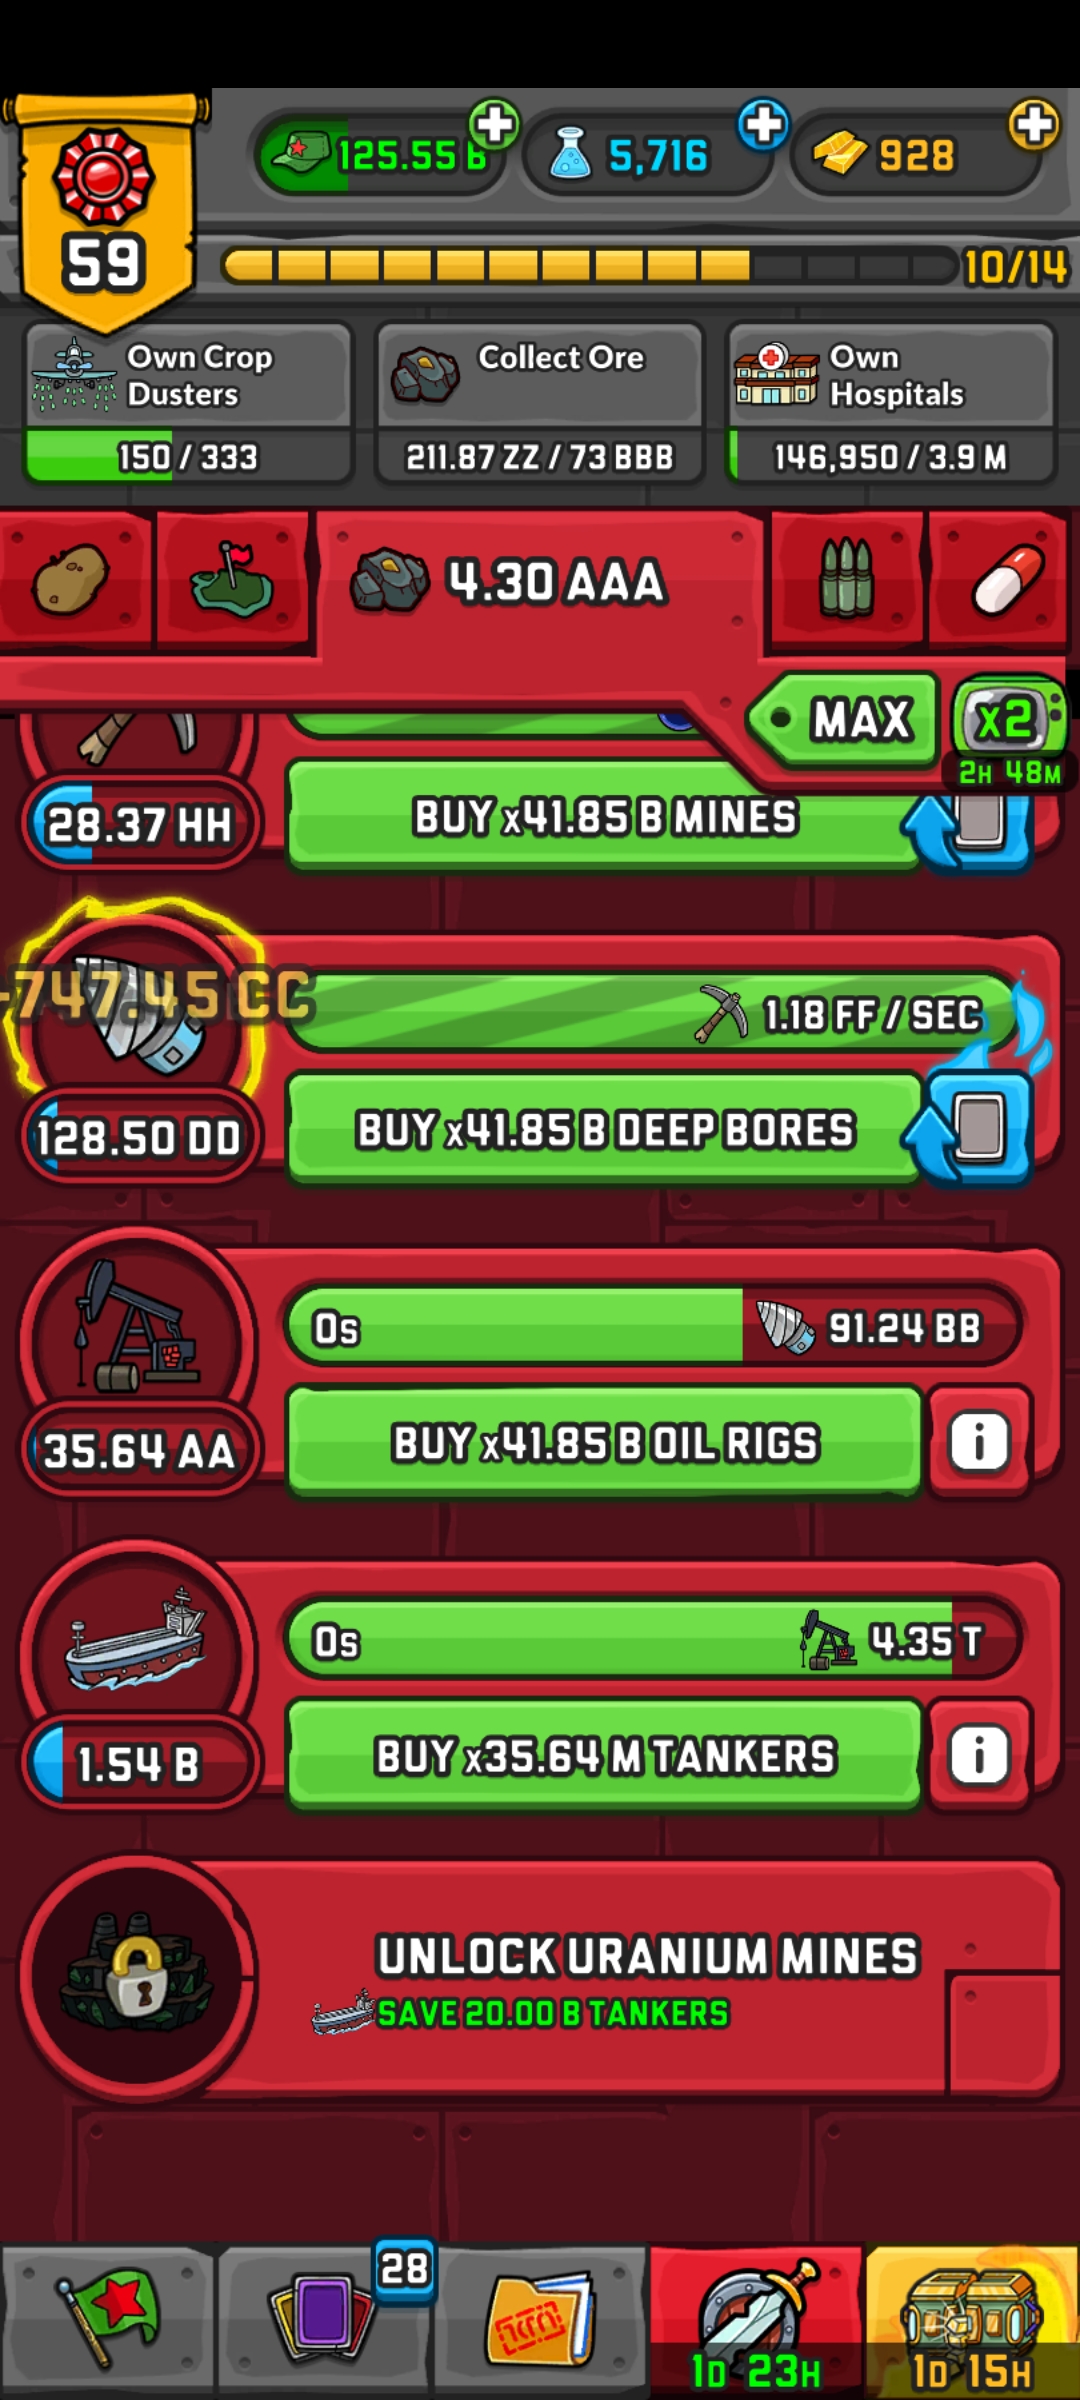 125.55 B
5,716
928
59
10/14
Own Crop
Dusters
150 / 333
Collect Ore
211.87 ZZ / 73 BBB
Own
Hospitals
146,950 / 3.9 M
4.30 AAA
MAX
x2
2H 48M
28.37 HH
BUY x41.85 B MINES
-747.45 CC
1.18 FF / SEC
128.50 DD
BUY x41.85 B DEEP BORES
0s
91.24 BB
35.64 AA
BUY x41.85 B OIL RIGS
i
0s
4.35 T
1.54 B
BUY x35.64 M TANKERS
i
UNLOCK URANIUM MINES
SAVE 20.00 B TANKERS
28
1D 23H
1D 15H